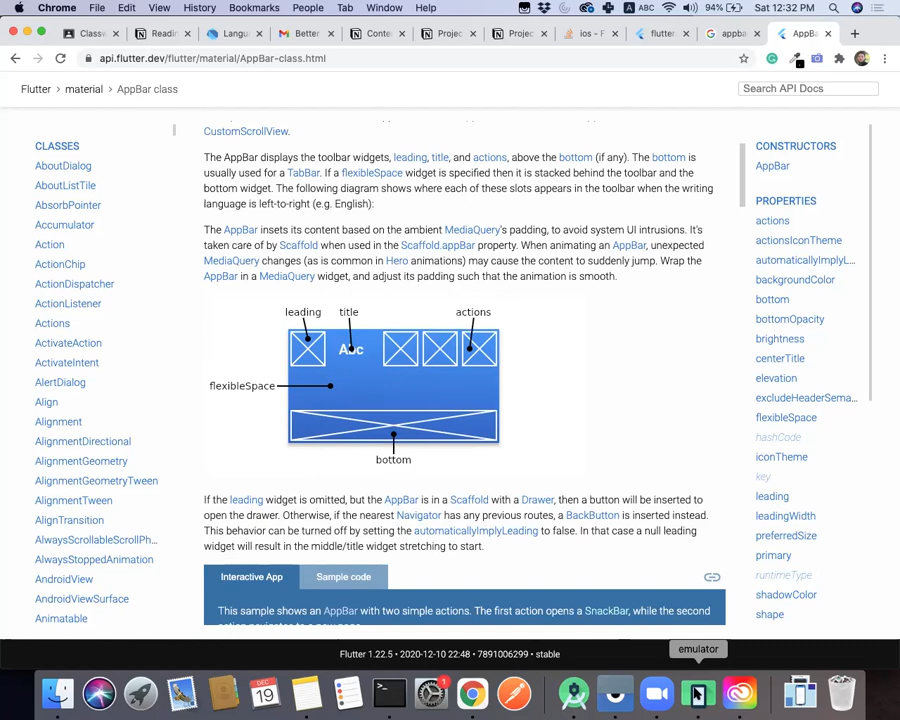 Chrome File Edit View History Bookmarks People Tab Window Help ABC 94% Sat 12:32 PM
Classw Readin Langu Better Conte Projec Projec ios - F flutter. appba AppBa
api.flutter.dev/flutter/material/AppBar-class.html
Flutter > material > AppBar class Search API Docs
CLASSES
AboutDialog
AboutListTile
AbsorbPointer
Accumulator
Action
ActionChip
ActionDispatcher
ActionListener
Actions
ActivateAction
ActivateIntent
AlertDialog
Align
Alignment
AlignmentDirectional
AlignmentGeometry
AlignmentGeometryTween
AlignmentTween
AlignTransition
AlwaysScrollableScrollPh...
AlwaysStoppedAnimation
AndroidView
AndroidViewSurface
Animatable
CustomScrollView.
The AppBar displays the toolbar widgets, leading, title, and actions, above the bottom (if any). The bottom is
usually used for a TabBar. If a flexibleSpace widget is specified then it is stacked behind the toolbar and the
bottom widget. The following diagram shows where each of these slots appears in the toolbar when the writing
language is left-to-right (e.g. English):
The AppBar insets its content based on the ambient MediaQuery's padding, to avoid system UI intrusions. It's
taken care of by Scaffold when used in the Scaffold.appBar property. When animating an AppBar, unexpected
MediaQuery changes (as is common in Hero animations) may cause the content to suddenly jump. Wrap the
AppBar in a MediaQuery widget, and adjust its padding such that the animation is smooth.
leading title actions
Abc
flexibleSpace
bottom
If the leading widget is omitted, but the AppBar is in a Scaffold with a Drawer, then a button will be inserted to
open the drawer. Otherwise, if the nearest Navigator has any previous routes, a BackButton is inserted instead.
This behavior can be turned off by setting the automaticallyImplyLeading to false. In that case a null leading
widget will result in the middle/title widget stretching to start.
Interactive App Sample code
This sample shows an AppBar with two simple actions. The first action opens a SnackBar, while the second
CONSTRUCTORS
AppBar
PROPERTIES
actions
actionsIconTheme
automaticallyImplyL...
backgroundColor
bottom
bottomOpacity
brightness
centerTitle
elevation
excludeHeaderSema...
flexibleSpace
hashCode
iconTheme
key
leading
leadingWidth
preferredSize
primary
runtimeType
shadowColor
shape
Flutter 1.22.5 • 2020-12-10 22:48 • 7891006299 • stable
emulator
DEC
19
1